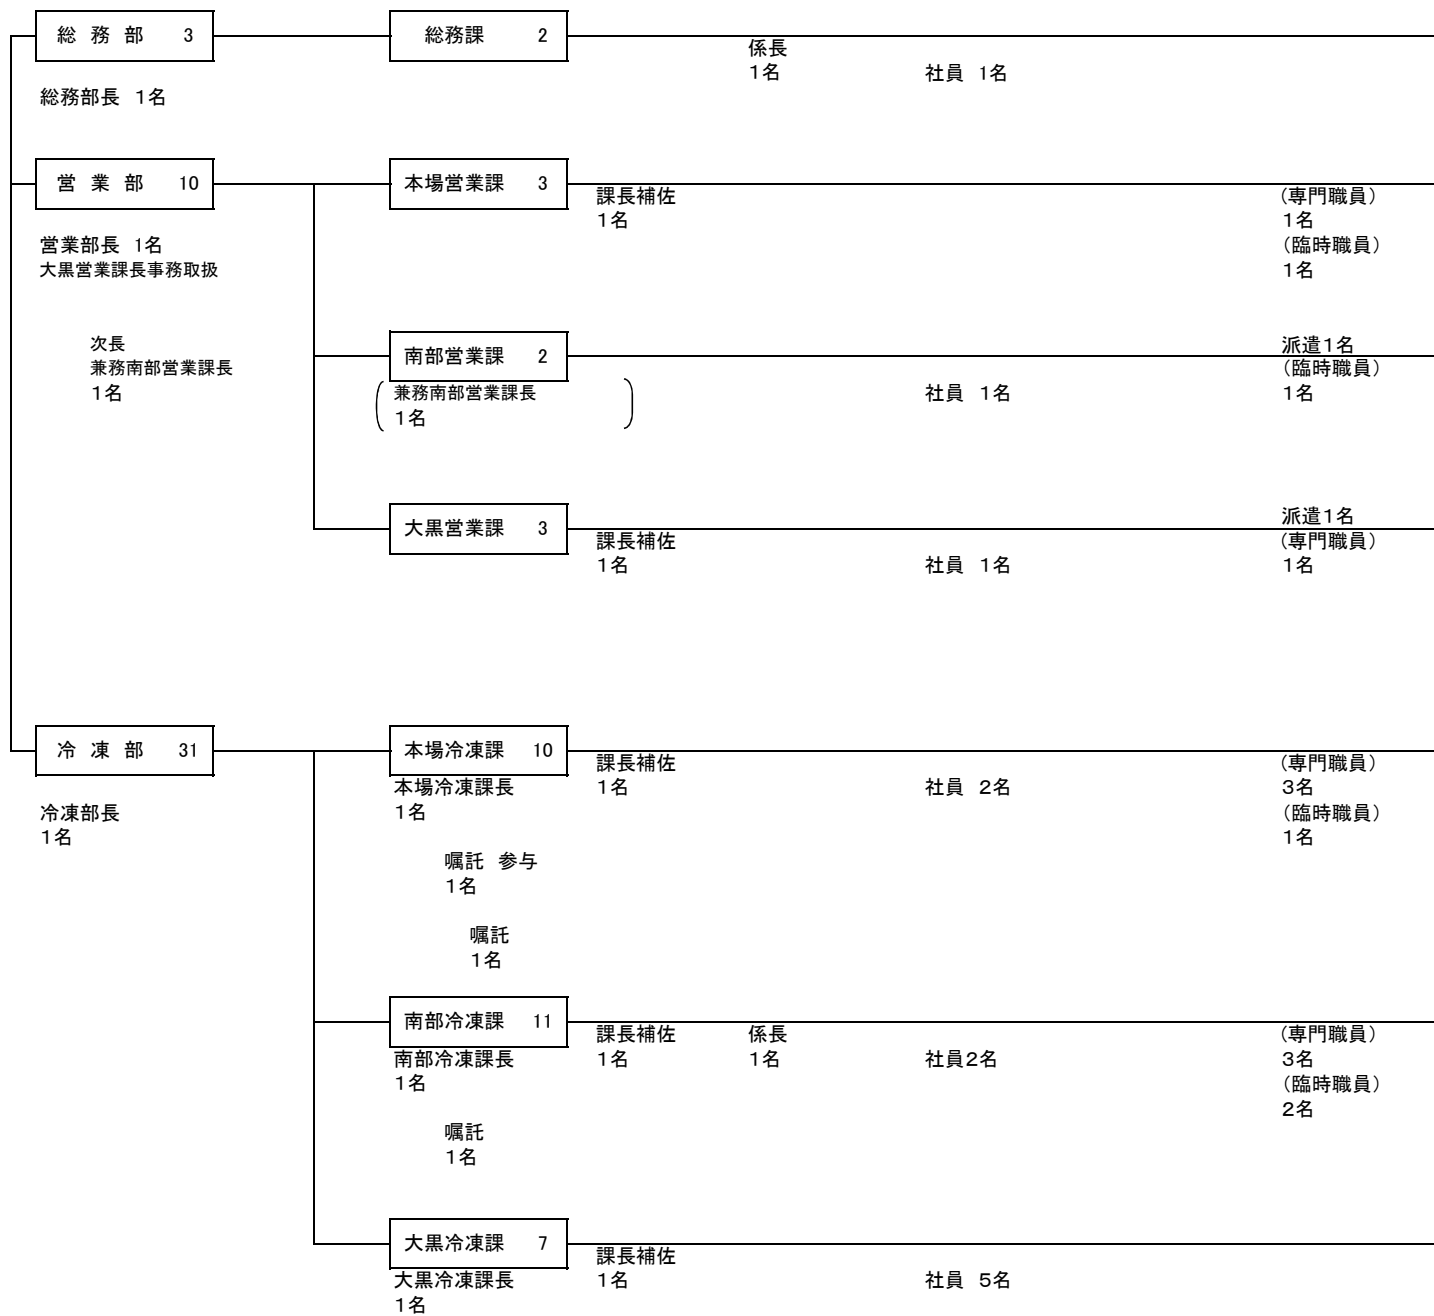 総 務 部　3
総務課　2
係長
1名
社員　1名
総務部長　1名
営 業 部　10
本場営業課　3
課長補佐
1名
（専門職員）
1名
（臨時職員）
1名
営業部長　1名
大黒営業課長事務取扱
次長
兼務南部営業課長
1名
南部営業課　2
兼務南部営業課長
1名
社員　1名
派遣1名
（臨時職員）
1名
大黒営業課　3
課長補佐
1名
社員　1名
派遣1名
（専門職員）
1名
冷 凍 部　31
冷凍部長
1名
本場冷凍課　10
本場冷凍課長
1名
課長補佐
1名
社員　2名
（専門職員）
3名
（臨時職員）
1名
嘱託　参与
1名
嘱託
1名
南部冷凍課　11
南部冷凍課長
1名
課長補佐
1名
係長
1名
社員2名
（専門職員）
3名
（臨時職員）
2名
嘱託
1名
大黒冷凍課　7
大黒冷凍課長
1名
課長補佐
1名
社員　5名